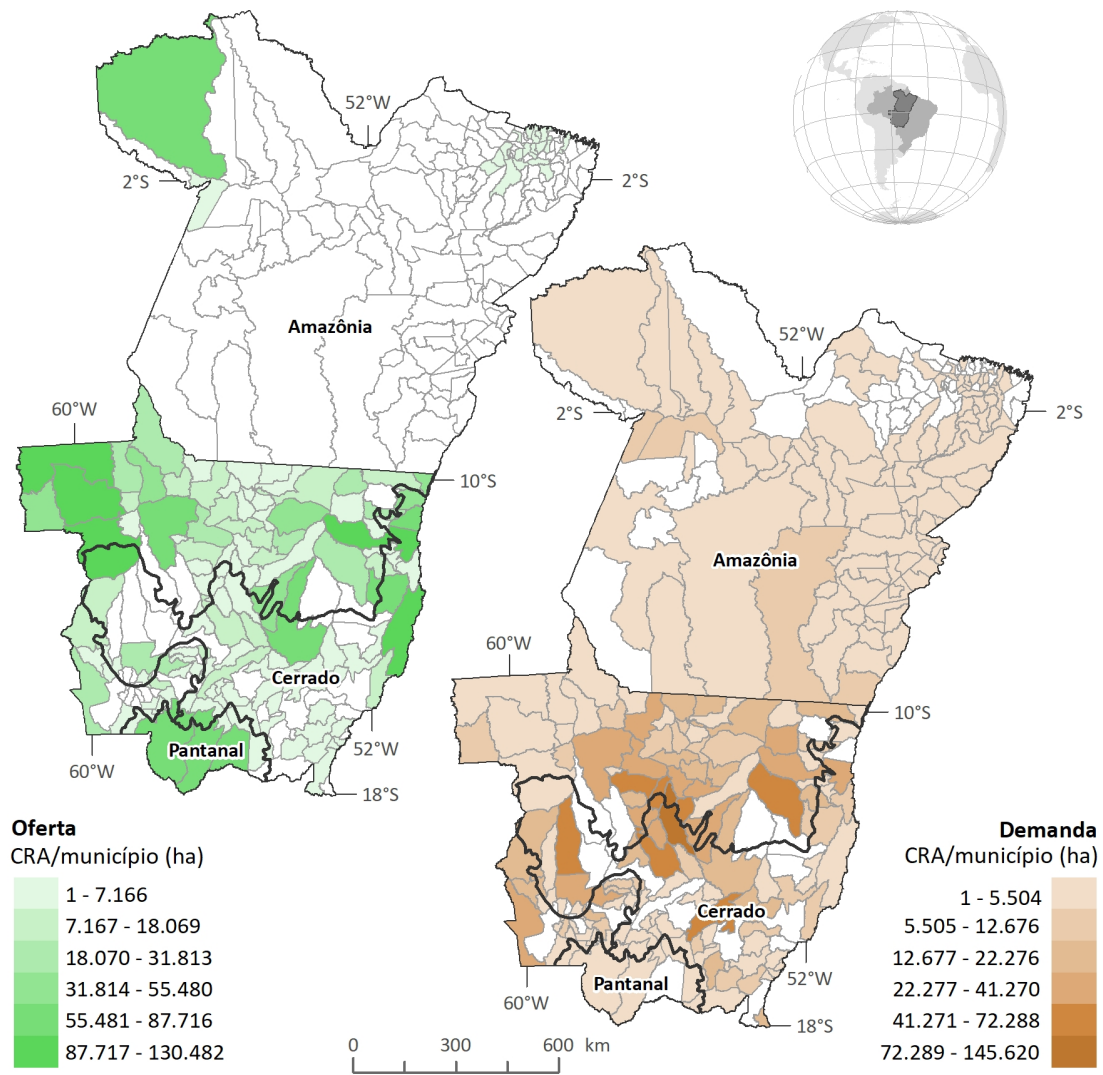 52°W
2°S
2°S
Amazônia
60°W
10°S
Cerrado
Pantanal
52°W
60°W
18°S
52°W
2°S
2°S
Amazônia
60°W
10°S
Cerrado
Pantanal
52°W
60°W
18°S
Oferta
CRA/município (ha)
1 - 7.166
7.167 - 18.069
18.070 - 31.813
31.814 - 55.480
55.481 - 87.716
87.717 - 130.482
0 300 600 km
Demanda
CRA/município (ha)
1 - 5.504
5.505 - 12.676
12.677 - 22.276
22.277 - 41.270
41.271 - 72.288
72.289 - 145.620